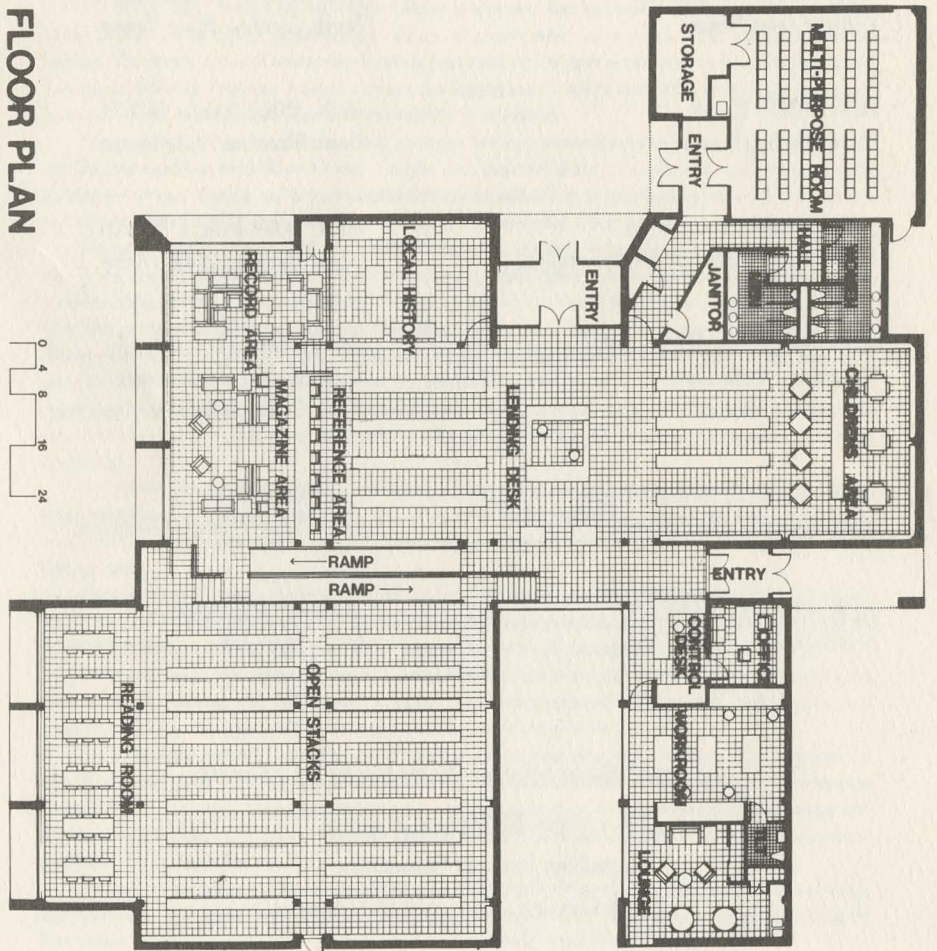 FLOOR PLAN
MULTI-PURPOSE ROOM
STORAGE
ENTRY
HALL
WOMEN
MEN
JANITOR
LOCAL HISTORY
ENTRY
RECORD AREA
CHILDRENS AREA
LENDING DESK
REFERENCE AREA
MAGAZINE AREA
0 4 8 16 24
← RAMP
RAMP →
ENTRY
OFFICE
CONTROL DESK
OPEN STACKS
READING ROOM
WORKROOM
LOUNGE